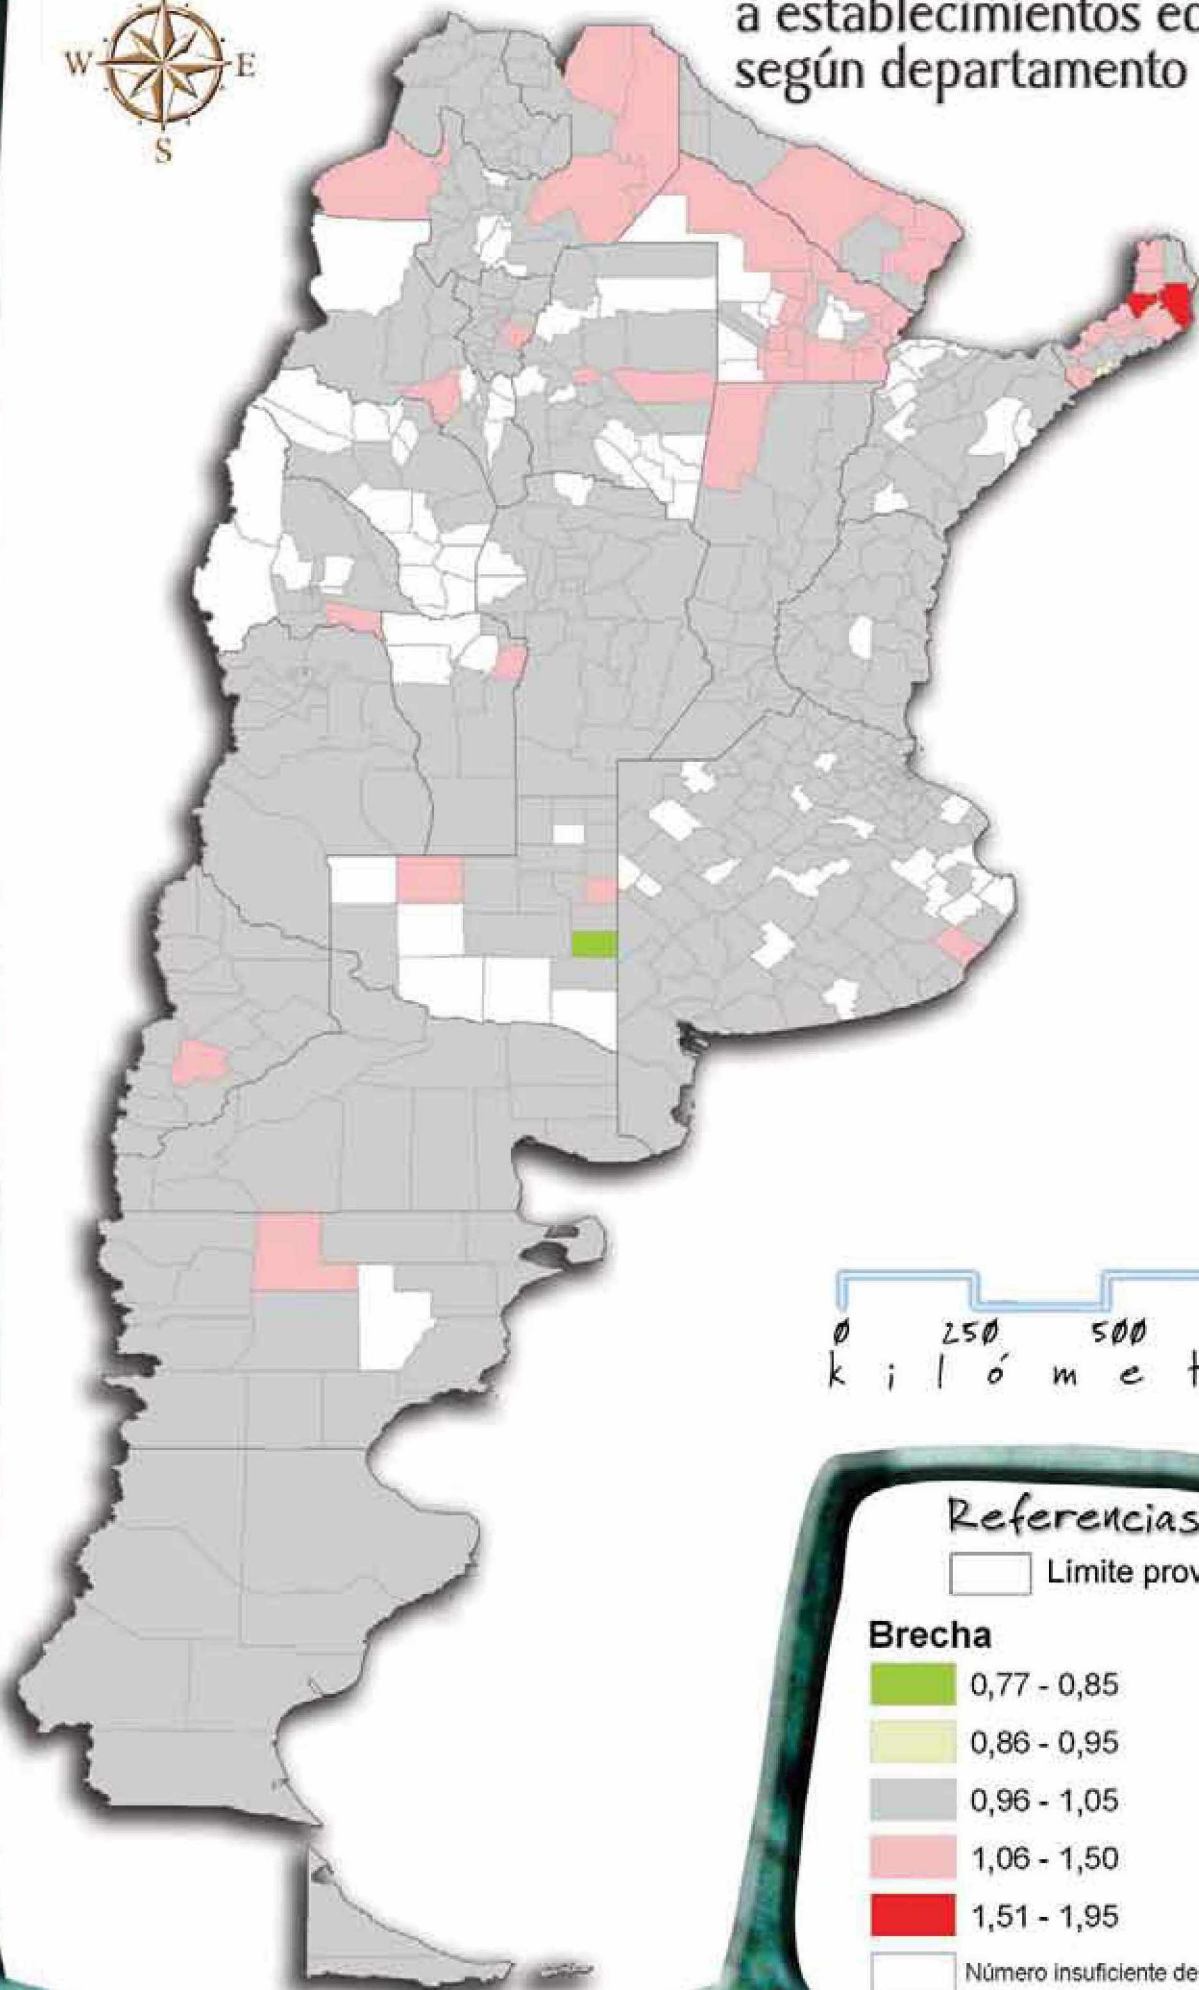 a establecimientos ed
según departamento
W E
S
0 250 500
kilómet
Referencias
Límite prov
Brecha
0,77 - 0,85
0,86 - 0,95
0,96 - 1,05
1,06 - 1,50
1,51 - 1,95
Número insuficiente de